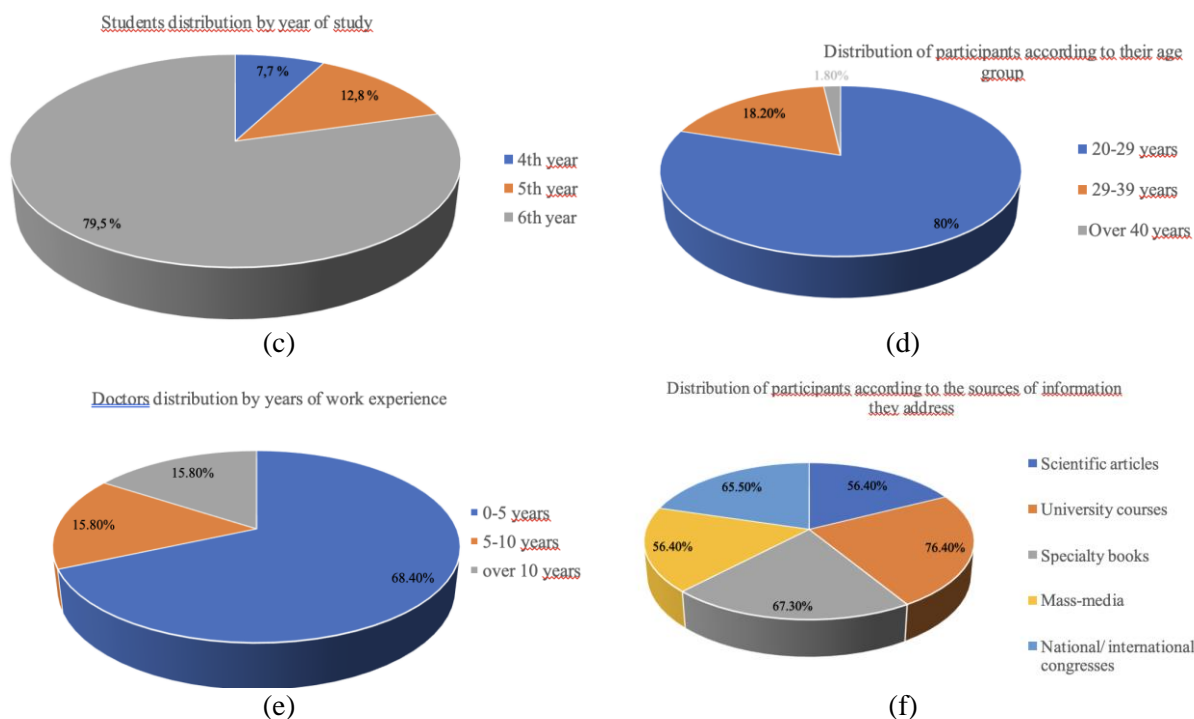 Students distribution by year of study
7,7 %
12,8 %
79,5 %
4th year
5th year
6th year
(c)
Distribution of participants according to their age
group
1.80%
18.20%
80%
20-29 years
29-39 years
Over 40 years
(d)
Doctors distribution by years of work experience
15.80%
15.80%
68.40%
0-5 years
5-10 years
over 10 years
(e)
Distribution of participants according to the sources of information
they address
65.50%
56.40%
56.40%
76.40%
67.30%
Scientific articles
University courses
Specialty books
Mass-media
National/ international
congresses
(f)